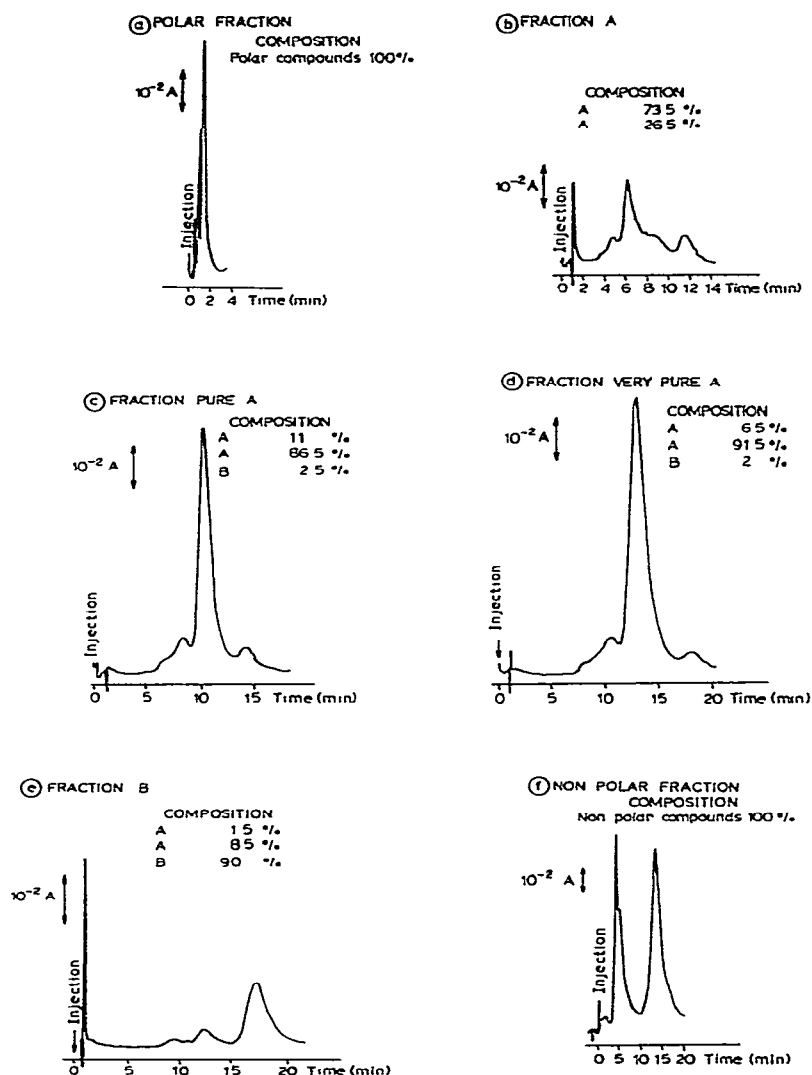 ⓐ POLAR FRACTION
COMPOSITION
Polar compounds 100 %
10⁻² A
Injection
0 2 4 Time (min)
ⓑ FRACTION A
COMPOSITION
A 73 5 %
A 26 5 %
10⁻² A
Injection
0 2 4 6 8 10 12 14 Time (min)
ⓒ FRACTION PURE A
COMPOSITION
A 11 %
A 86 5 %
B 2 5 %
10⁻² A
Injection
0 5 10 15 Time (min)
ⓓ FRACTION VERY PURE A
COMPOSITION
A 6 5 %
A 91 5 %
B 2 %
10⁻² A
Injection
0 5 10 15 20 Time (min)
ⓔ FRACTION B
COMPOSITION
A 1 5 %
A 8 5 %
B 90 %
10⁻² A
Injection
0 5 10 15 20 Time (min)
ⓕ NON POLAR FRACTION
COMPOSITION
Non polar compounds 100 %
10⁻² A
Injection
0 5 10 15 20 Time (min)